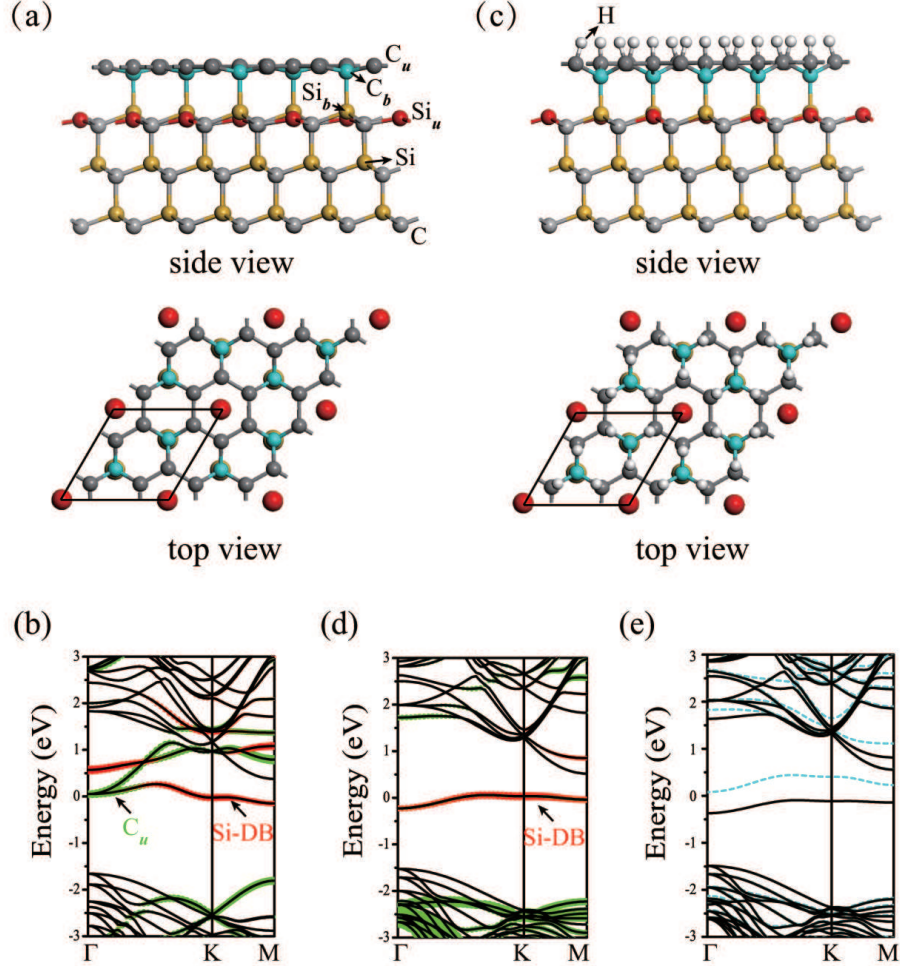 (a)
(c)
H
C_u
C_b
Si_b
Si_u
Si
C
side view
side view
top view
top view
(b)
(d)
(e)
Energy (eV)
3
2
1
0
-1
-2
-3
C_u
Si-DB
Γ K M
Energy (eV)
3
2
1
0
-1
-2
-3
Si-DB
Γ K M
Energy (eV)
3
2
1
0
-1
-2
-3
Γ K M